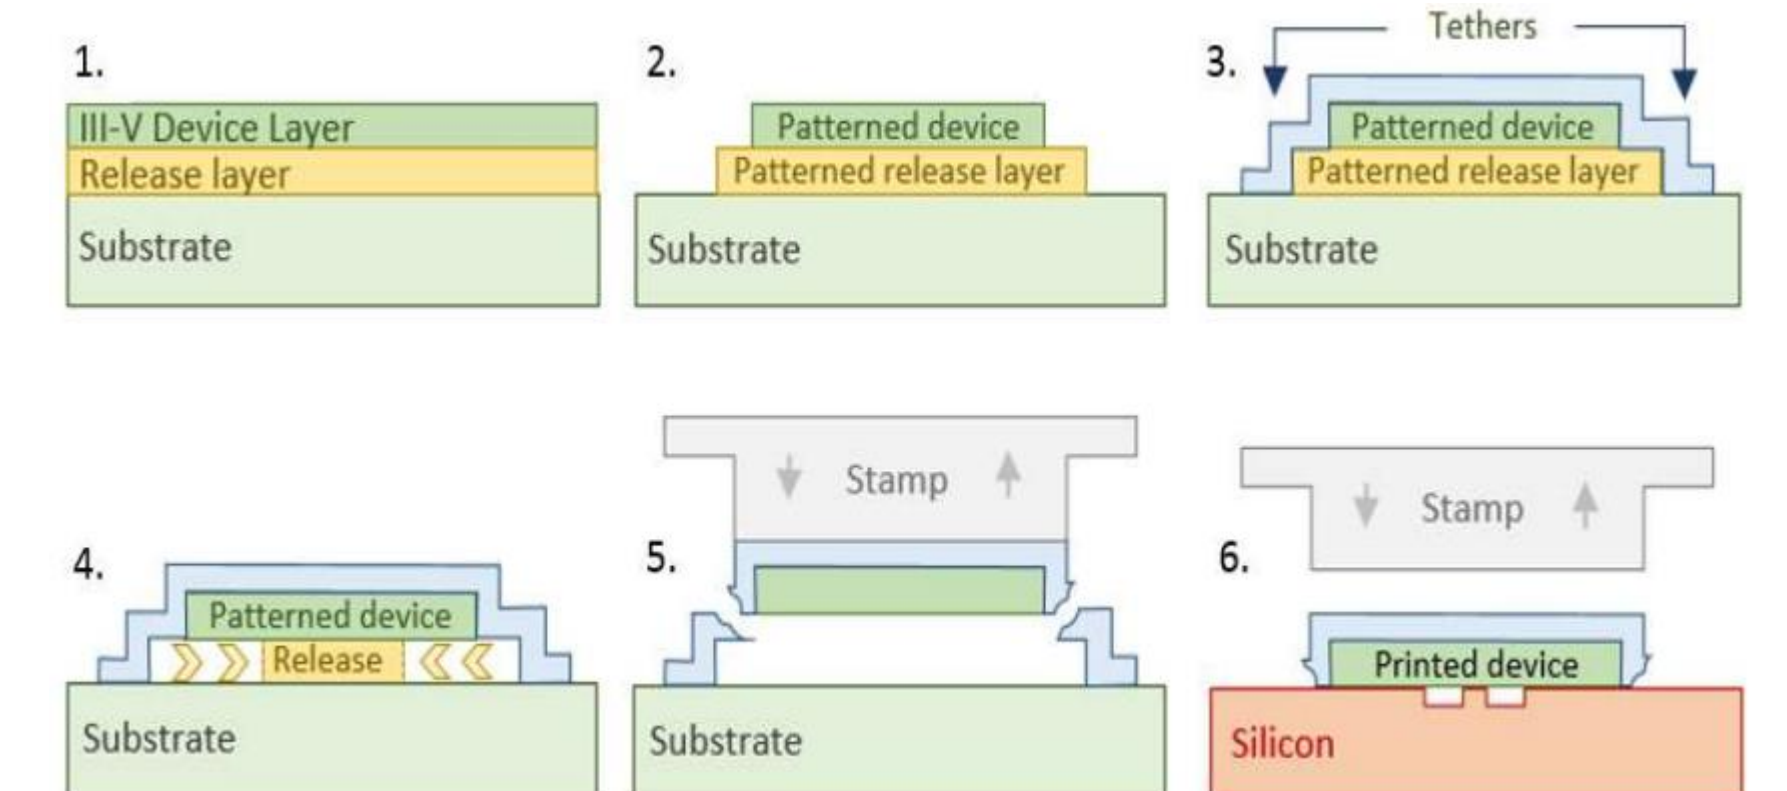 Tethers
1.
2.
3.
III-V Device Layer
Release layer
Substrate
Patterned device
Patterned release layer
Substrate
Patterned device
Patterned release layer
Substrate
4.
Patterned device
Release
Substrate
5.
Stamp
Substrate
6.
Stamp
Printed device
Silicon